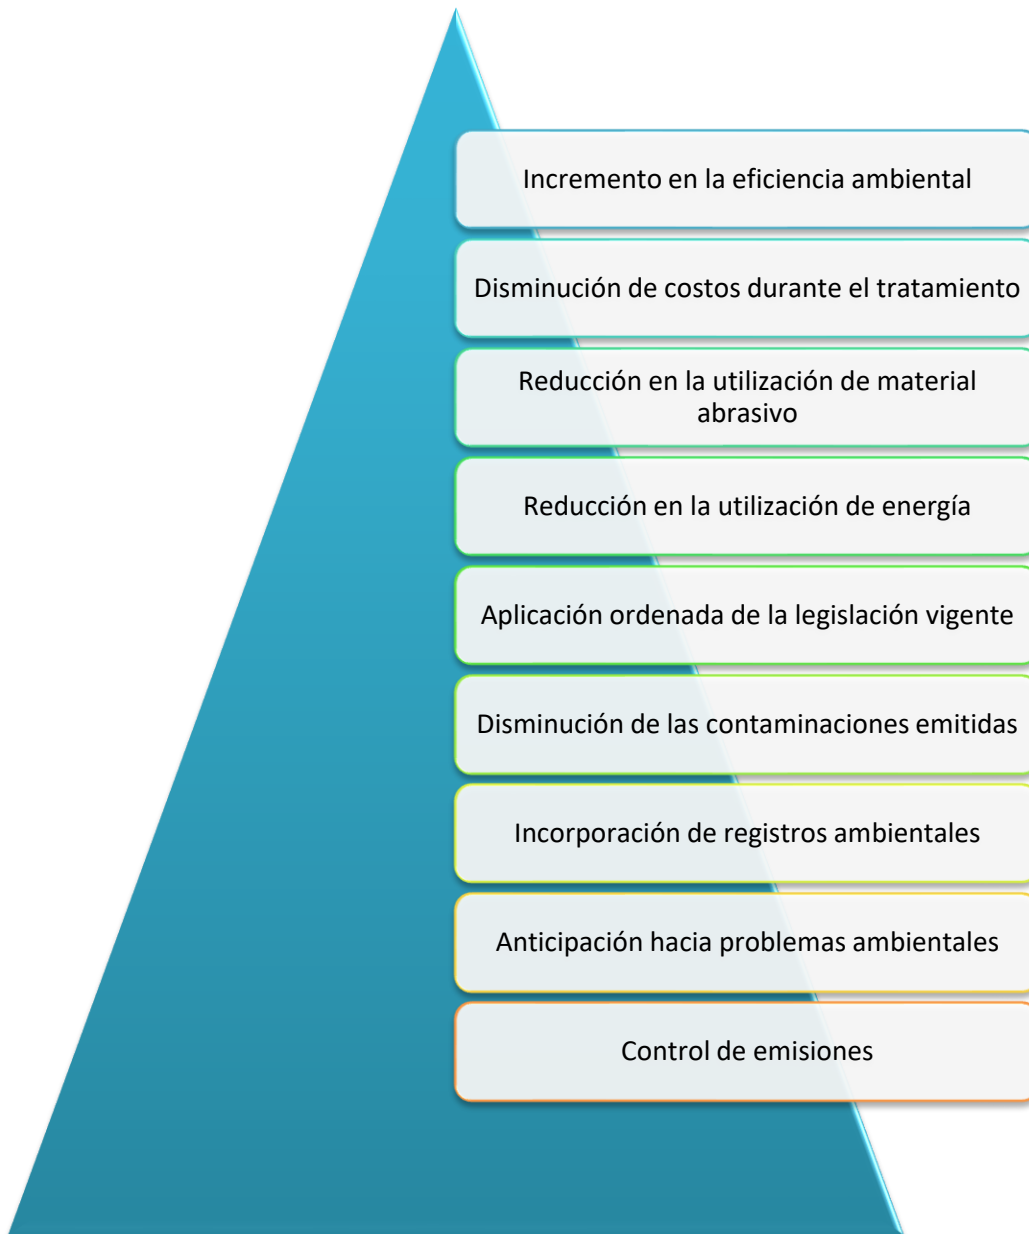 Incremento en la eficiencia ambiental
Disminución de costos durante el tratamiento
Reducción en la utilización de material
abrasivo
Reducción en la utilización de energía
Aplicación ordenada de la legislación vigente
Disminución de las contaminaciones emitidas
Incorporación de registros ambientales
Anticipación hacia problemas ambientales
Control de emisiones